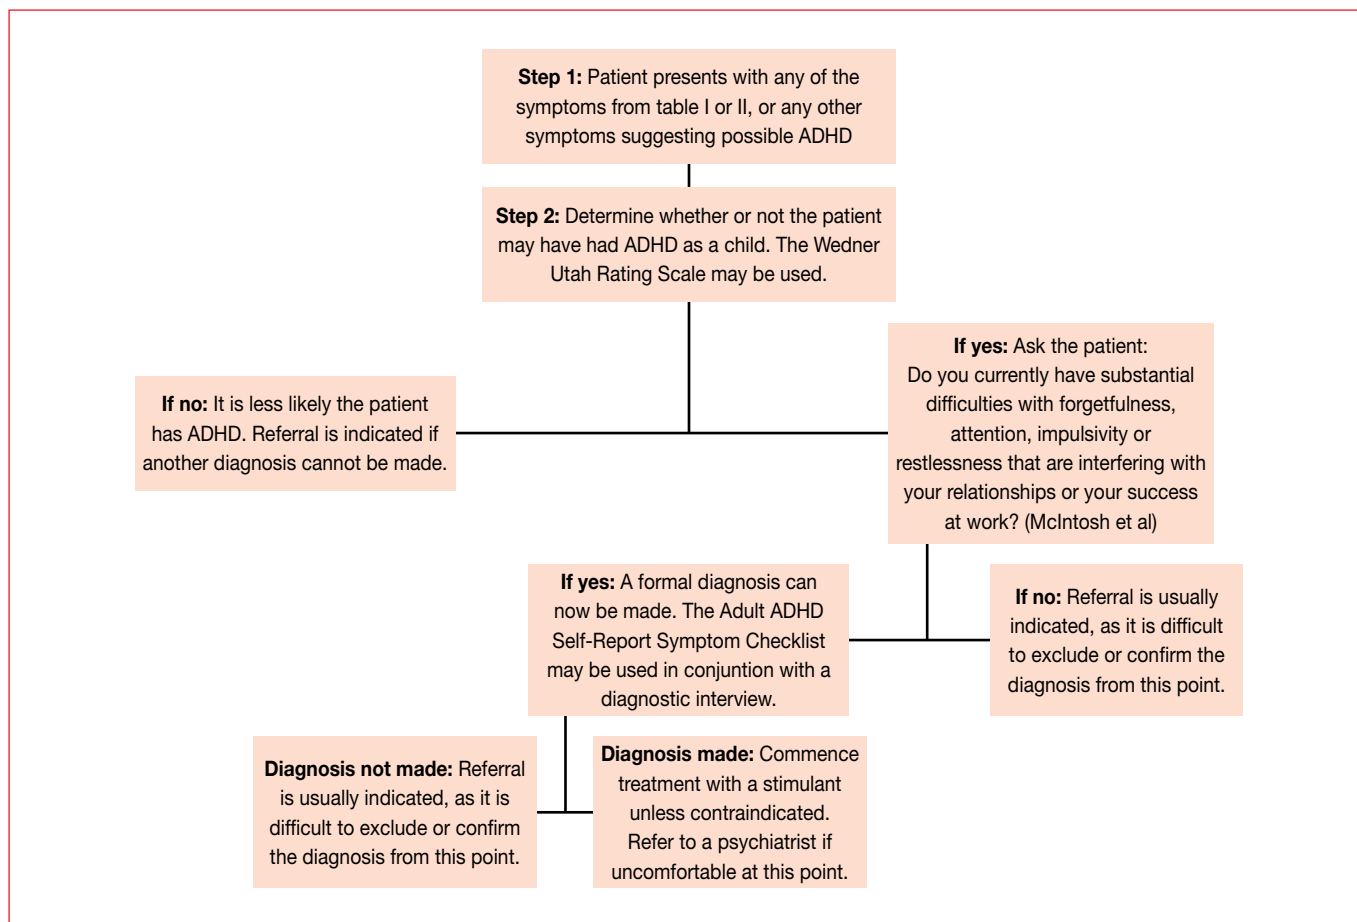 Step 1: Patient presents with any of the
symptoms from table I or II, or any other
symptoms suggesting possible ADHD
Step 2: Determine whether or not the patient
may have had ADHD as a child. The Wedner
Utah Rating Scale may be used.
If no: It is less likely the patient
has ADHD. Referral is indicated if
another diagnosis cannot be made.
If yes: Ask the patient:
Do you currently have substantial
difficulties with forgetfulness,
attention, impulsivity or
restlessness that are interfering with
your relationships or your success
at work? (McIntosh et al)
If yes: A formal diagnosis can
now be made. The Adult ADHD
Self-Report Symptom Checklist
may be used in conjuntion with a
diagnostic interview.
If no: Referral is usually
indicated, as it is difficult
to exclude or confirm the
diagnosis from this point.
Diagnosis not made: Referral
is usually indicated, as it is
difficult to exclude or confirm
the diagnosis from this point.
Diagnosis made: Commence
treatment with a stimulant
unless contraindicated.
Refer to a psychiatrist if
uncomfortable at this point.